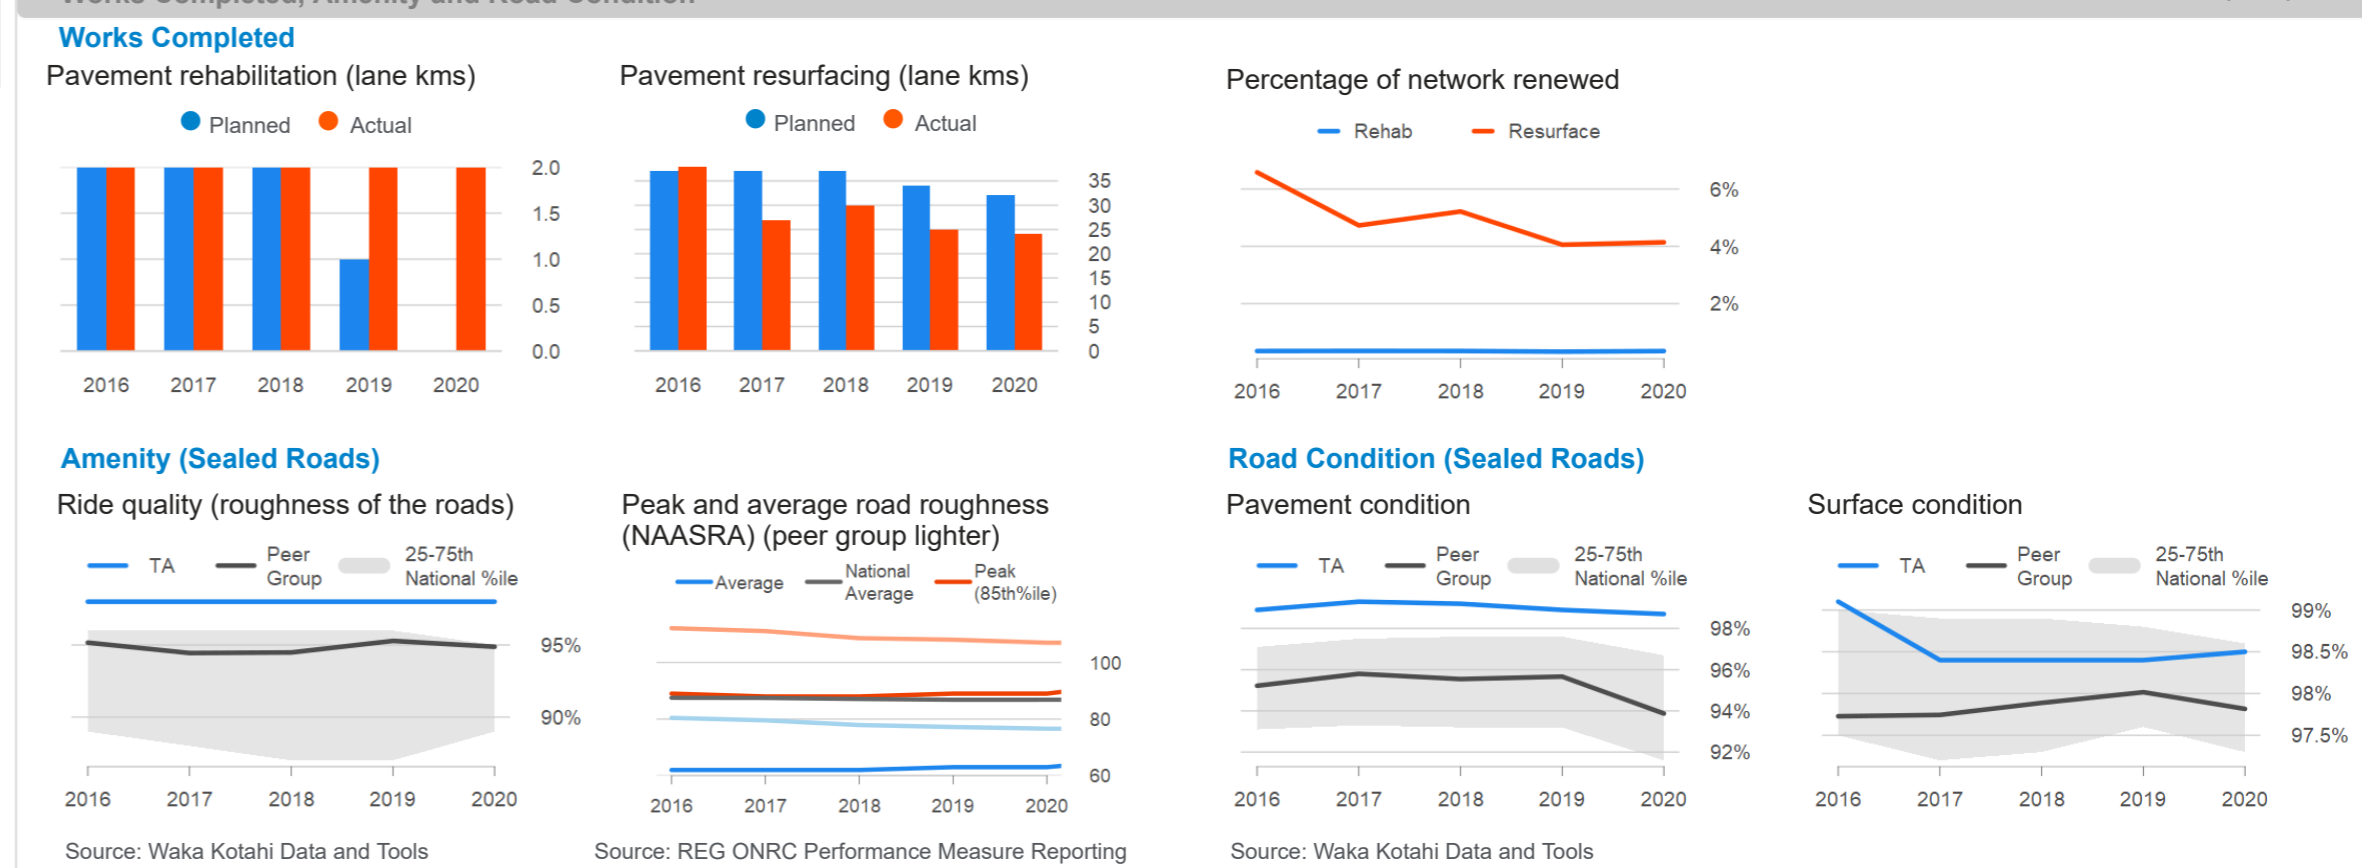 Works Completed, Amenity and Road Condition
Works Completed
Pavement rehabilitation (lane kms)
Planned Actual
2.0
1.5
1.0
0.5
0.0
2016 2017 2018 2019 2020
Pavement resurfacing (lane kms)
Planned Actual
35
30
25
20
15
10
5
0
2016 2017 2018 2019 2020
Percentage of network renewed
Rehab Resurface
6%
4%
2%
2016 2017 2018 2019 2020
Amenity (Sealed Roads)
Ride quality (roughness of the roads)
TA
Peer
Group
25-75th
National %ile
95%
90%
2016 2017 2018 2019 2020
Source: Waka Kotahi Data and Tools
Peak and average road roughness
(NAASRA) (peer group lighter)
Average
National
Average
Peak
(85th%ile)
100
80
60
2016 2017 2018 2019 2020
Source: REG ONRC Performance Measure Reporting
Road Condition (Sealed Roads)
Pavement condition
TA
Peer
Group
25-75th
National %ile
98%
96%
94%
92%
2016 2017 2018 2019 2020
Source: Waka Kotahi Data and Tools
Surface condition
TA
Peer
Group
25-75th
National %ile
99%
98.5%
98%
97.5%
2016 2017 2018 2019 2020